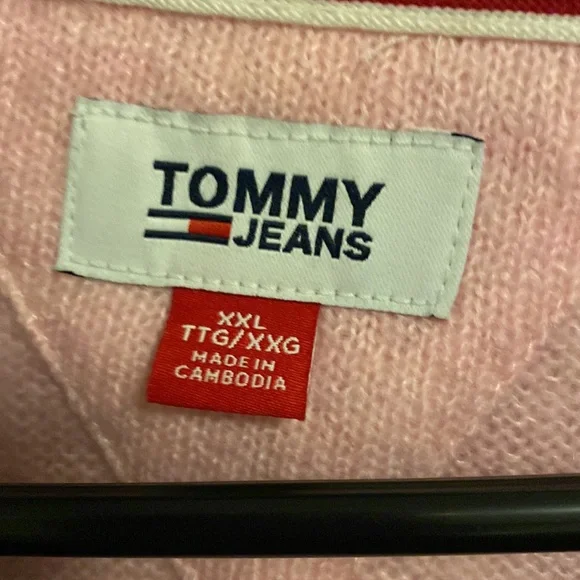 TOMMY
JEANS
XXL
TTG/XXG
MADE IN
CAMBODIA